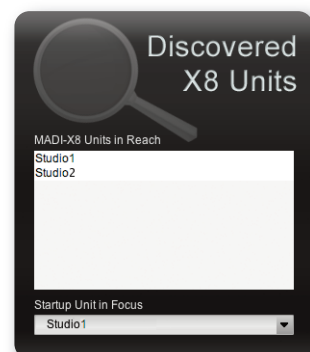 Discovered
X8 Units
MADI-X8 Units in Reach
Studio1
Studio2
Startup Unit in Focus
Studio1